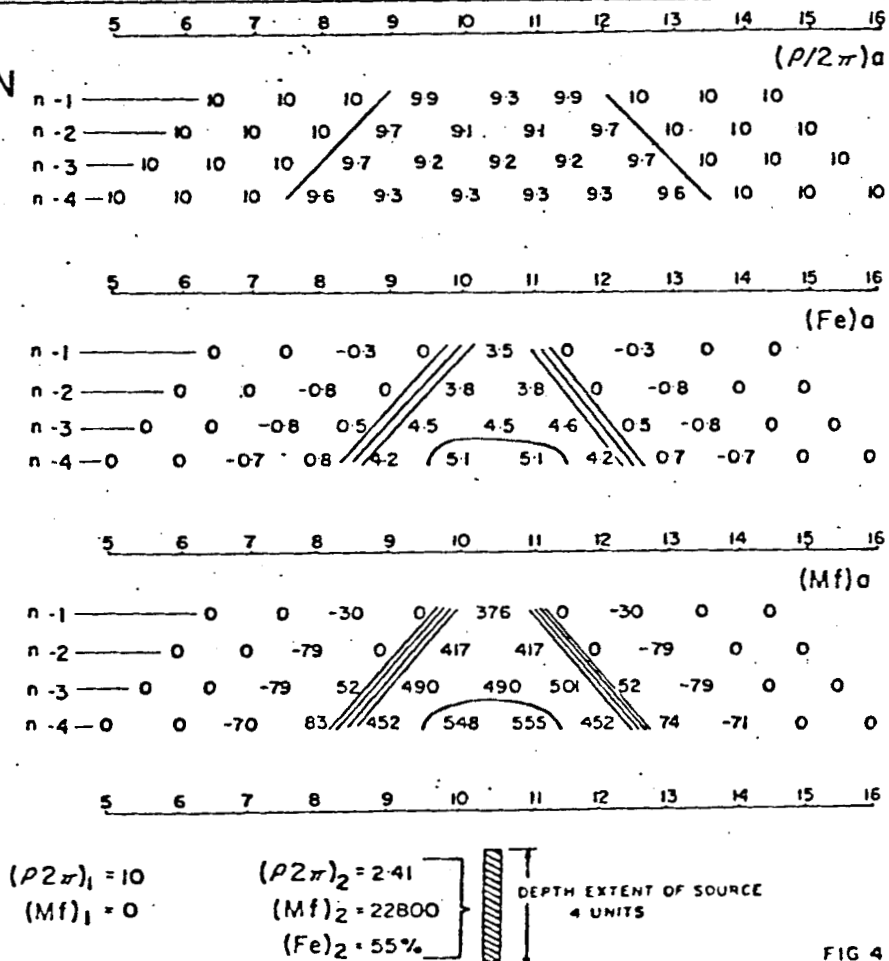 5 6 7 8 9 10 11 12 13 14 15 16
(ρ/2π)a
N
n -1 10 10 10 9.9 9.3 9.9 10 10 10
n -2 10 10 10 9.7 9.1 9.1 9.7 10 10 10
n -3 10 10 10 9.7 9.2 9.2 9.2 9.7 10 10 10
n -4 10 10 10 9.6 9.3 9.3 9.3 9.3 9.6 10 10 10
5 6 7 8 9 10 11 12 13 14 15 16
(Fe)a
n -1 0 0 -0.3 0 3.5 0 -0.3 0 0
n -2 0 0 -0.8 0 3.8 3.8 0 -0.8 0 0
n -3 0 0 -0.8 0.5 4.5 4.5 4.6 0.5 -0.8 0 0
n -4 0 0 -0.7 0.8 4.2 5.1 5.1 4.2 0.7 -0.7 0 0
5 6 7 8 9 10 11 12 13 14 15 16
(Mf)a
n -1 0 0 -30 0 376 0 -30 0 0
n -2 0 0 -79 0 417 417 0 -79 0 0
n -3 0 0 -79 52 490 490 501 52 -79 0 0
n -4 0 0 -70 83 452 548 555 452 74 -71 0 0
5 6 7 8 9 10 11 12 13 14 15 16
(ρ2π)1 = 10
(Mf)1 = 0
(ρ2π)2 = 2.41
(Mf)2 = 22800
(Fe)2 = 55%
DEPTH EXTENT OF SOURCE
4 UNITS
FIG 4